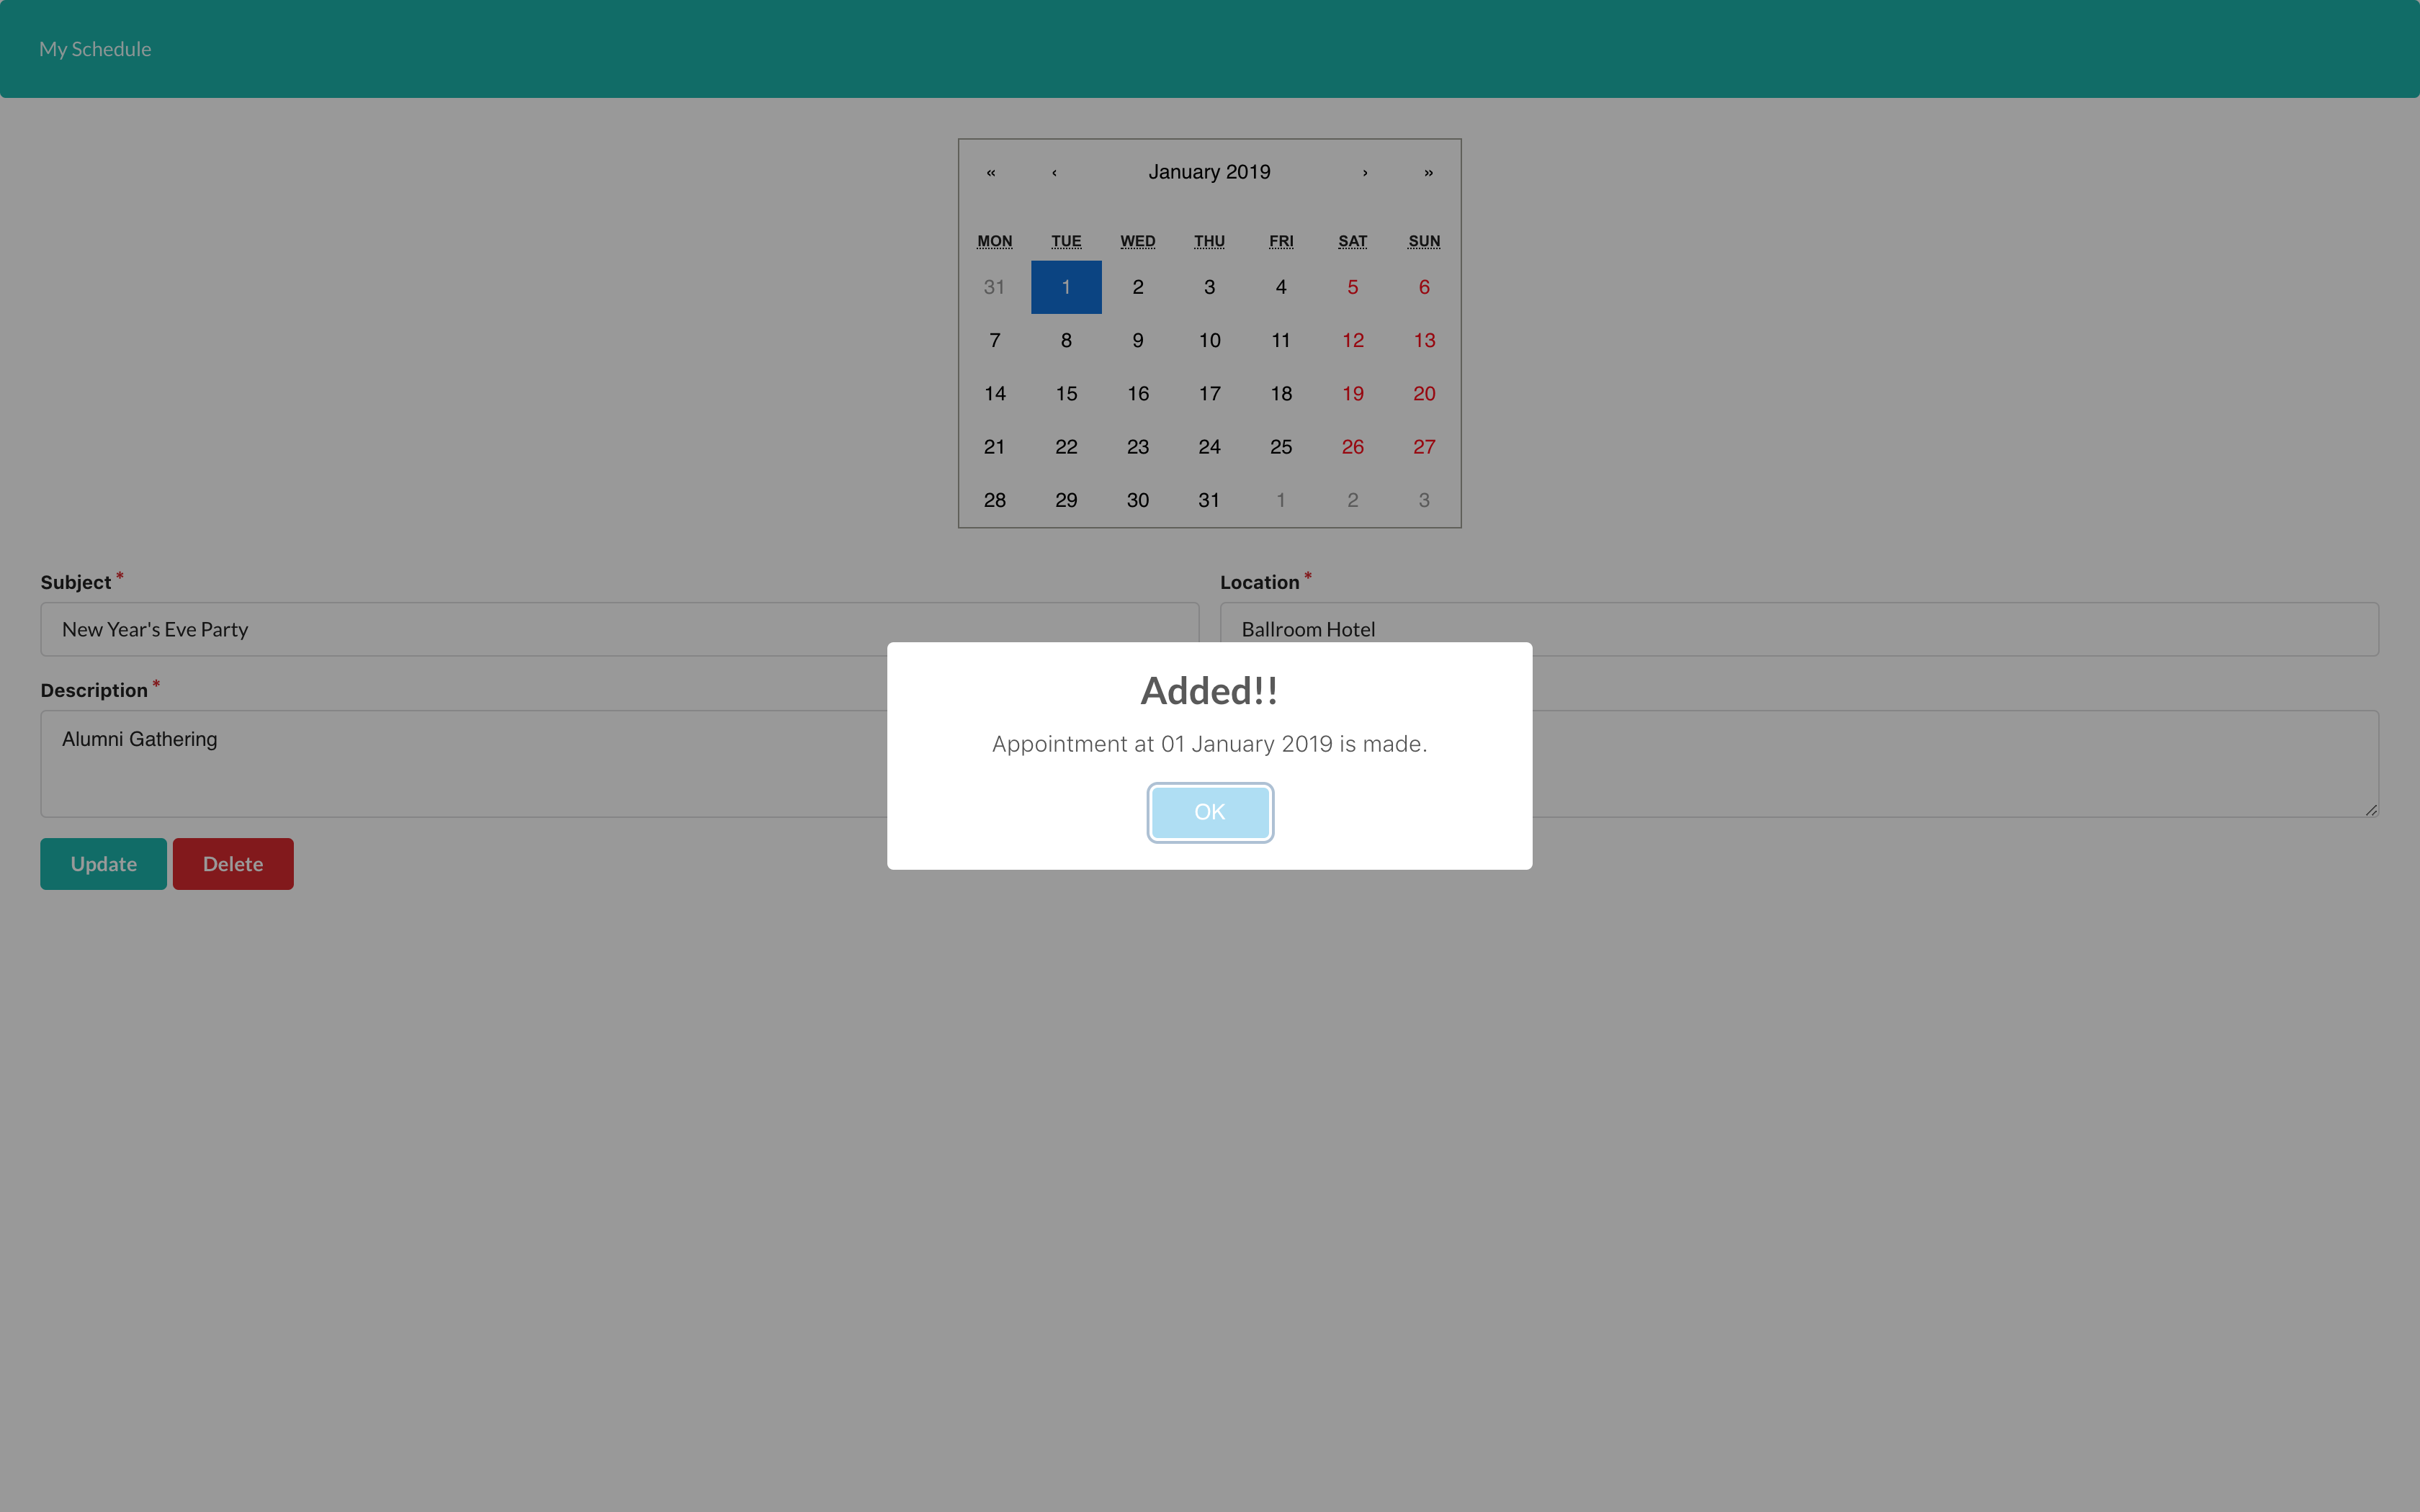 My Schedule
« ‹ January 2019 › »
MON TUE WED THU FRI SAT SUN
31 1 2 3 4 5 6
7 8 9 10 11 12 13
14 15 16 17 18 19 20
21 22 23 24 25 26 27
28 29 30 31 1 2 3
Subject * Location *
New Year's Eve Party Ballroom Hotel
Description *
Alumni Gathering
Added!!
Appointment at 01 January 2019 is made.
OK
Update Delete